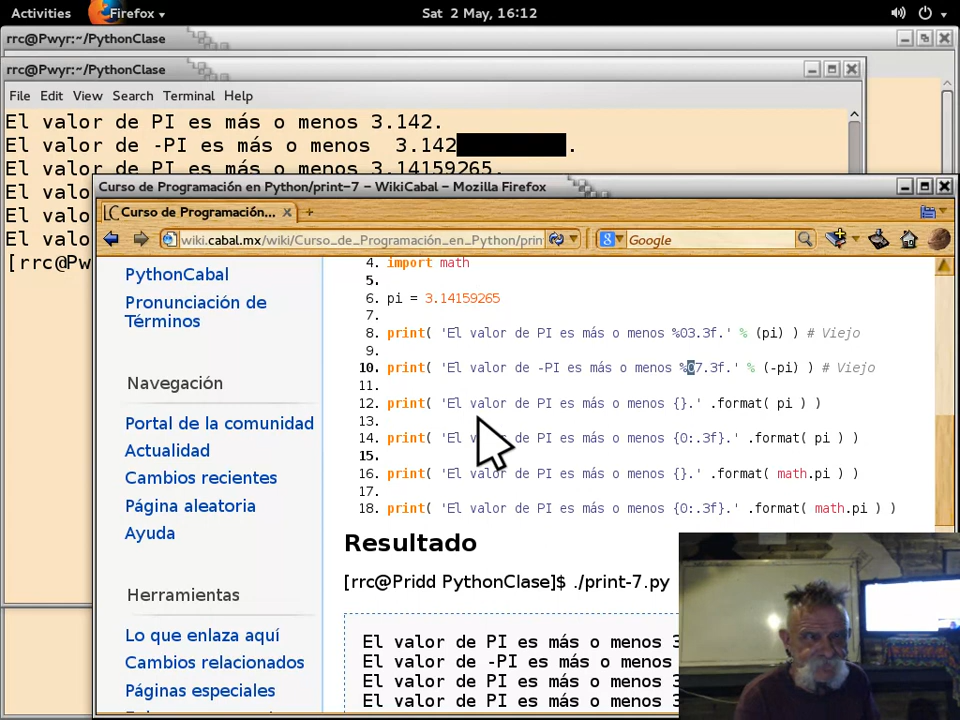 Activities Firefox Sat 2 May, 16:12
rrc@Pwyr:~/PythonClase
rrc@Pwyr:~/PythonClase
File Edit View Search Terminal Help
El valor de PI es más o menos 3.142.
El valor de -PI es más o menos  3.142 .
El valor de PI es más o menos 3.14159265.
El valo
El valo
El valo
[rrc@Pw
Curso de Programación en Python/print-7 – WikiCabal – Mozilla Firefox
Curso de Programación...
wiki.cabal.mx/wiki/Curso_de_Programación_en_Python/prin
Google
PythonCabal
Pronunciación de
Términos
Navegación
Portal de la comunidad
Actualidad
Cambios recientes
Página aleatoria
Ayuda
Herramientas
Lo que enlaza aquí
Cambios relacionados
Páginas especiales
4. import math
5.
6. pi = 3.14159265
7.
8. print( 'El valor de PI es más o menos %03.3f.' % (pi) ) # Viejo
9.
10. print( 'El valor de -PI es más o menos %07.3f.' % (-pi) ) # Viejo
11.
12. print( 'El valor de PI es más o menos {}.' .format( pi ) )
13.
14. print( 'El valor de PI es más o menos {0:.3f}.' .format( pi ) )
15.
16. print( 'El valor de PI es más o menos {}.' .format( math.pi ) )
17.
18. print( 'El valor de PI es más o menos {0:.3f}.' .format( math.pi ) )
Resultado
[rrc@Pridd PythonClase]$ ./print-7.py
El valor de PI es más o menos 3
El valor de -PI es más o menos
El valor de PI es más o menos 3
El valor de PI es más o menos 3